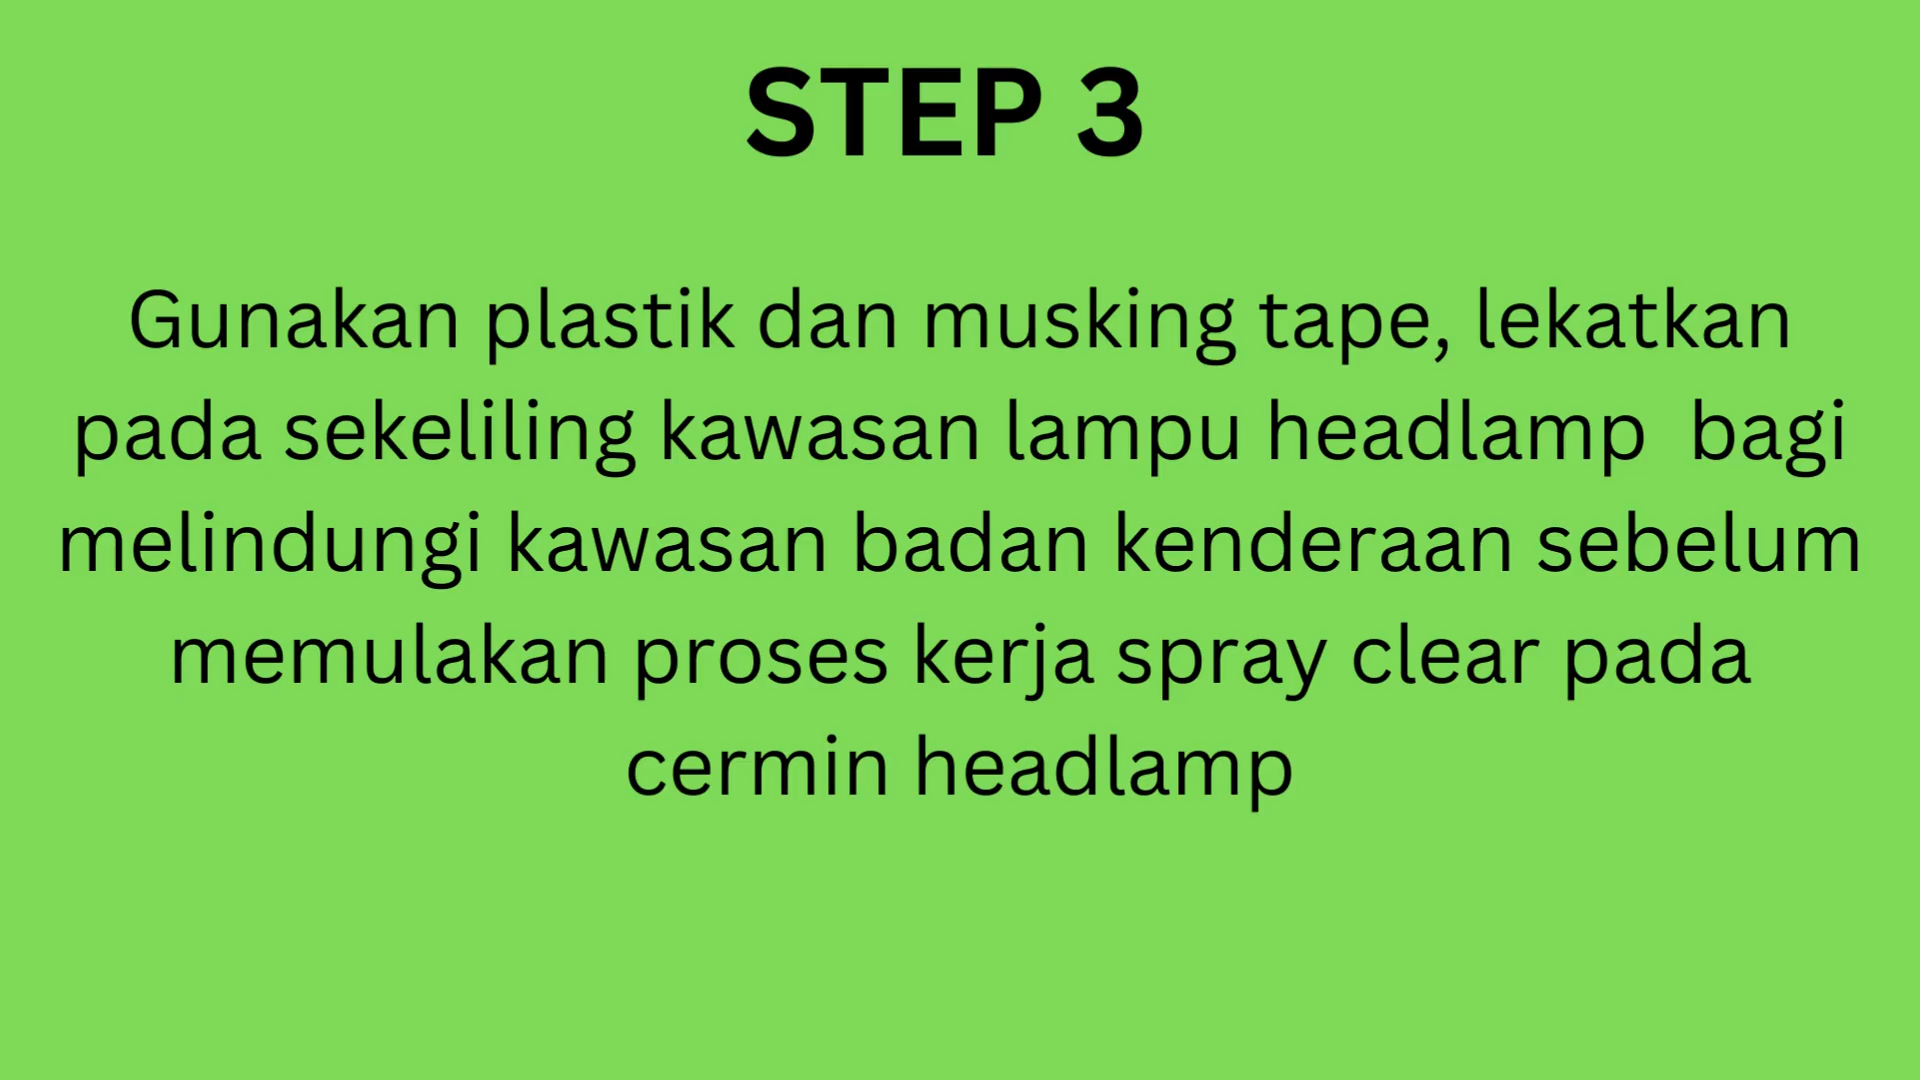 STEP 3
Gunakan plastik dan musking tape, lekatkan
pada sekeliling kawasan lampu headlamp  bagi
melindungi kawasan badan kenderaan sebelum
memulakan proses kerja spray clear pada
cermin headlamp